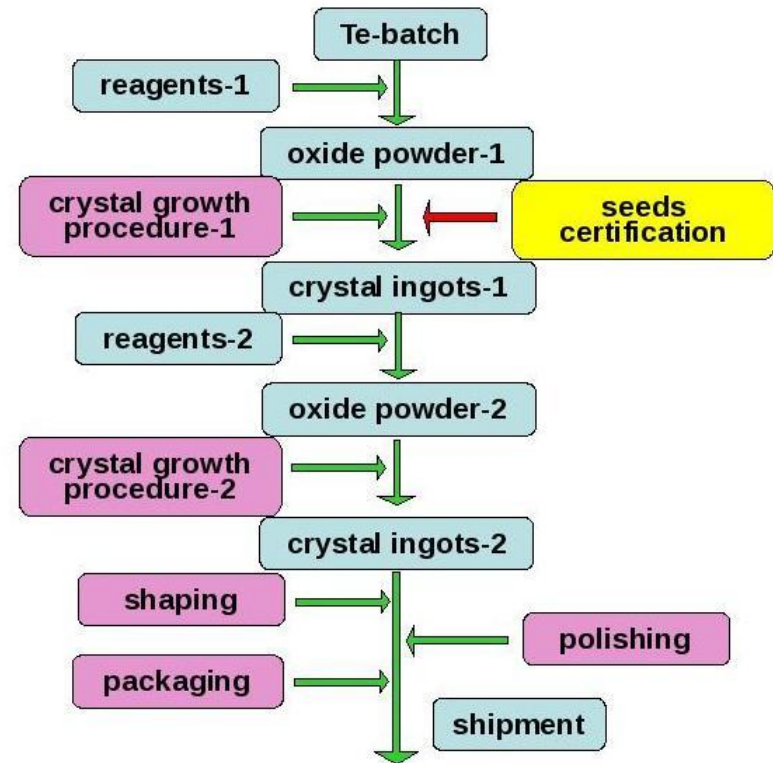 Te-batch
reagents-1
oxide powder-1
crystal growth
procedure-1
seeds
certification
crystal ingots-1
reagents-2
oxide powder-2
crystal growth
procedure-2
crystal ingots-2
shaping
polishing
packaging
shipment